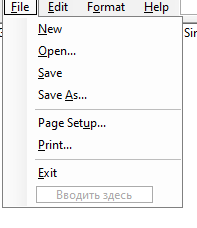 File Edit Format Help
New
Open...
Save
Save As...
Page Setup...
Print...
Exit
Вводить здесь